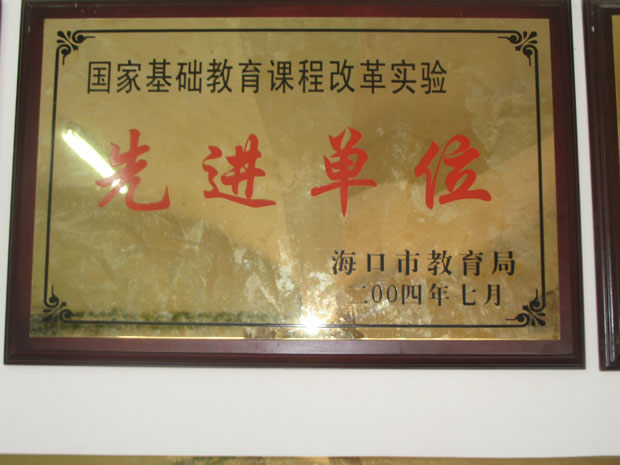 国家基础教育课程改革实验
先进单位
海口市教育局
二00四年七月